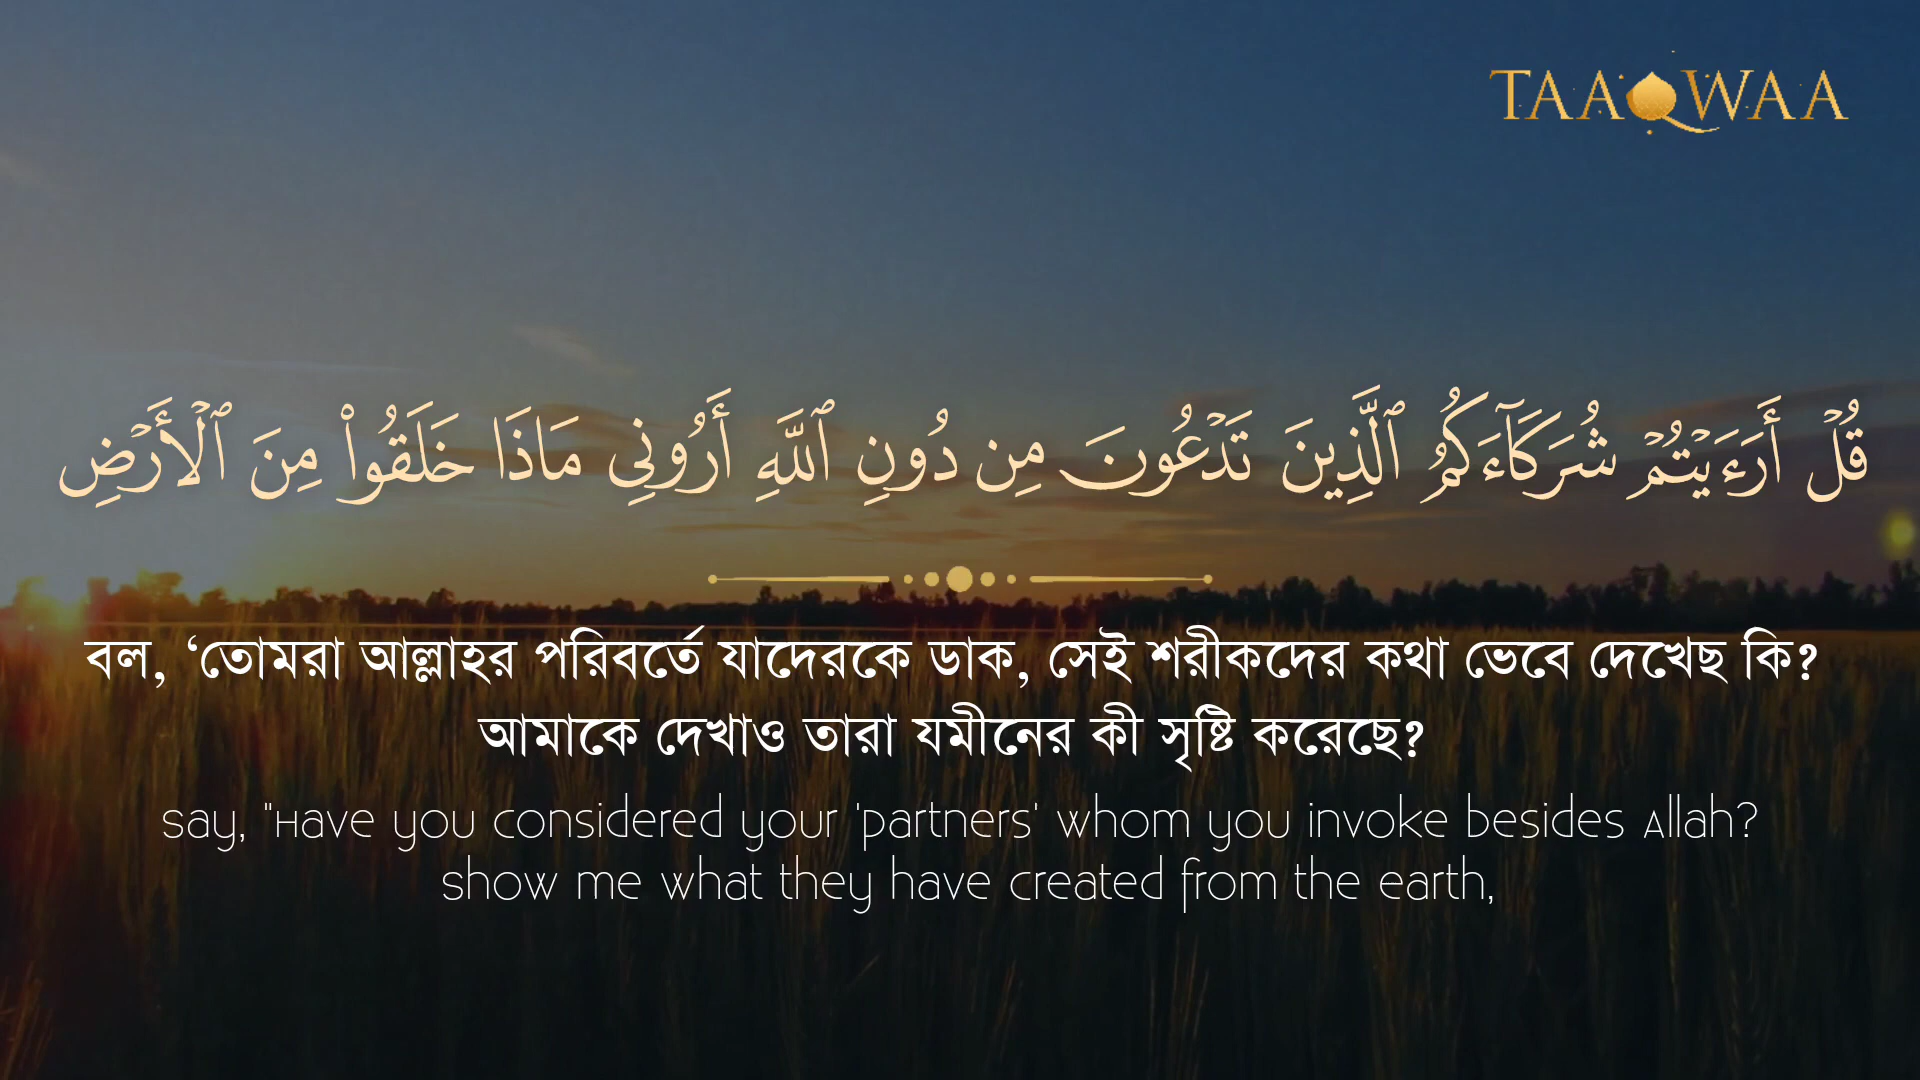 TAAQWAA
قُلۡ أَرَءَيۡتُمۡ شُرَكَآءَكُمُ ٱلَّذِينَ تَدۡعُونَ مِن دُونِ ٱللَّهِ أَرُونِي مَاذَا خَلَقُواْ مِنَ ٱلۡأَرۡضِ
বল, ‘তোমরা আল্লাহর পরিবর্তে যাদেরকে ডাক, সেই শরীকদের কথা ভেবে দেখেছ কি?
আমাকে দেখাও তারা যমীনের কী সৃষ্টি করেছে?
Say, "Have you considered your 'partners' whom you invoke besides Allah?
Show me what they have created from the earth,